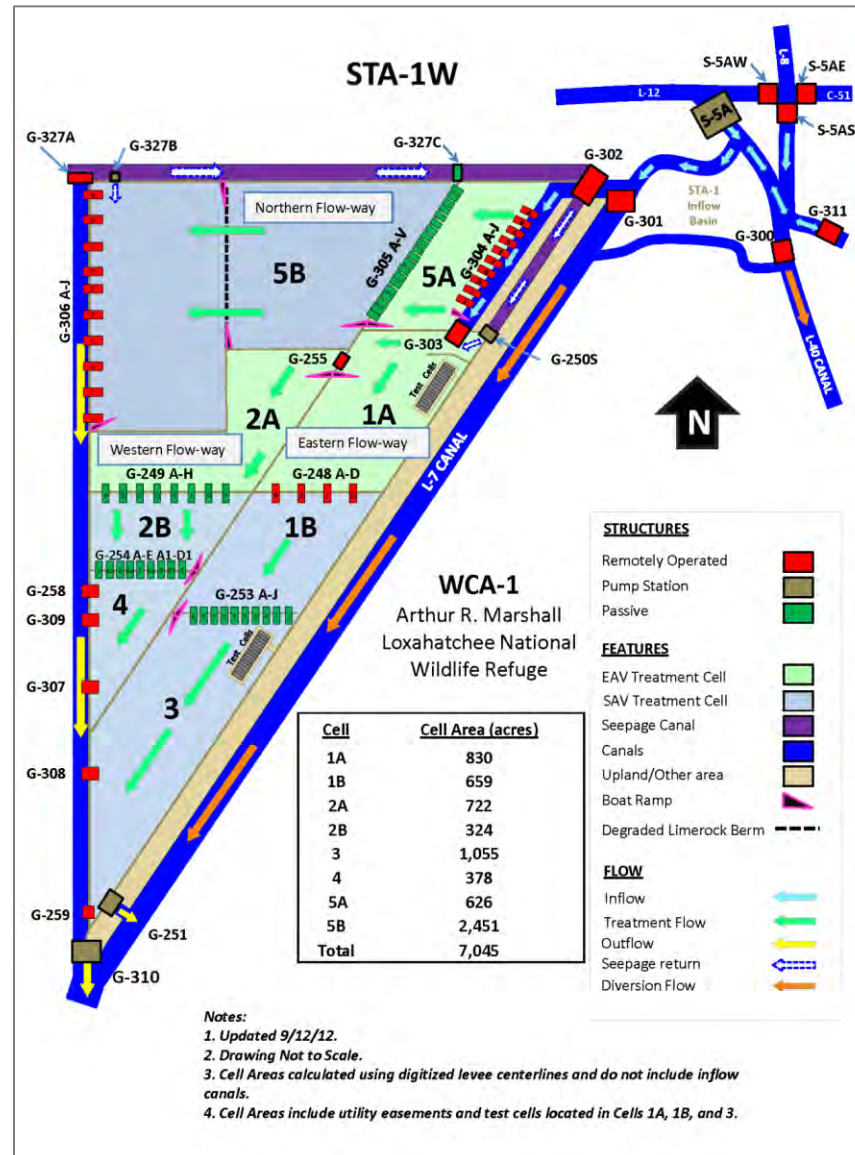 STA-1W
L-8
S-5AW
S-5AE
L-12
C-51
S-5A
S-5AS
G-327A
G-327B
G-327C
G-302
G-301
STA-1
Inflow
Basin
G-311
G-300
L-40 CANAL
Northern Flow-way
5B
G-305 A-V
5A
G-304 A-J
G-306 A-J
G-303
G-250S
G-255
2A
1A
Test Cells
N
Western Flow-way
Eastern Flow-way
G-249 A-H
G-248 A-D
L-7 CANAL
2B
1B
G-254 A-E A1-D1
G-258
G-309
4
G-253 A-J
Test Cells
G-307
3
G-308
G-259
G-251
G-310
WCA-1
Arthur R. Marshall
Loxahatchee National
Wildlife Refuge
Cell Cell Area (acres)
1A 830
1B 659
2A 722
2B 324
3 1,055
4 378
5A 626
5B 2,451
Total 7,045
STRUCTURES
Remotely Operated
Pump Station
Passive
FEATURES
EAV Treatment Cell
SAV Treatment Cell
Seepage Canal
Canals
Upland/Other area
Boat Ramp
Degraded Limerock Berm
FLOW
Inflow
Treatment Flow
Outflow
Seepage return
Diversion Flow
Notes:
1. Updated 9/12/12.
2. Drawing Not to Scale.
3. Cell Areas calculated using digitized levee centerlines and do not include inflow
canals.
4. Cell Areas include utility easements and test cells located in Cells 1A, 1B, and 3.